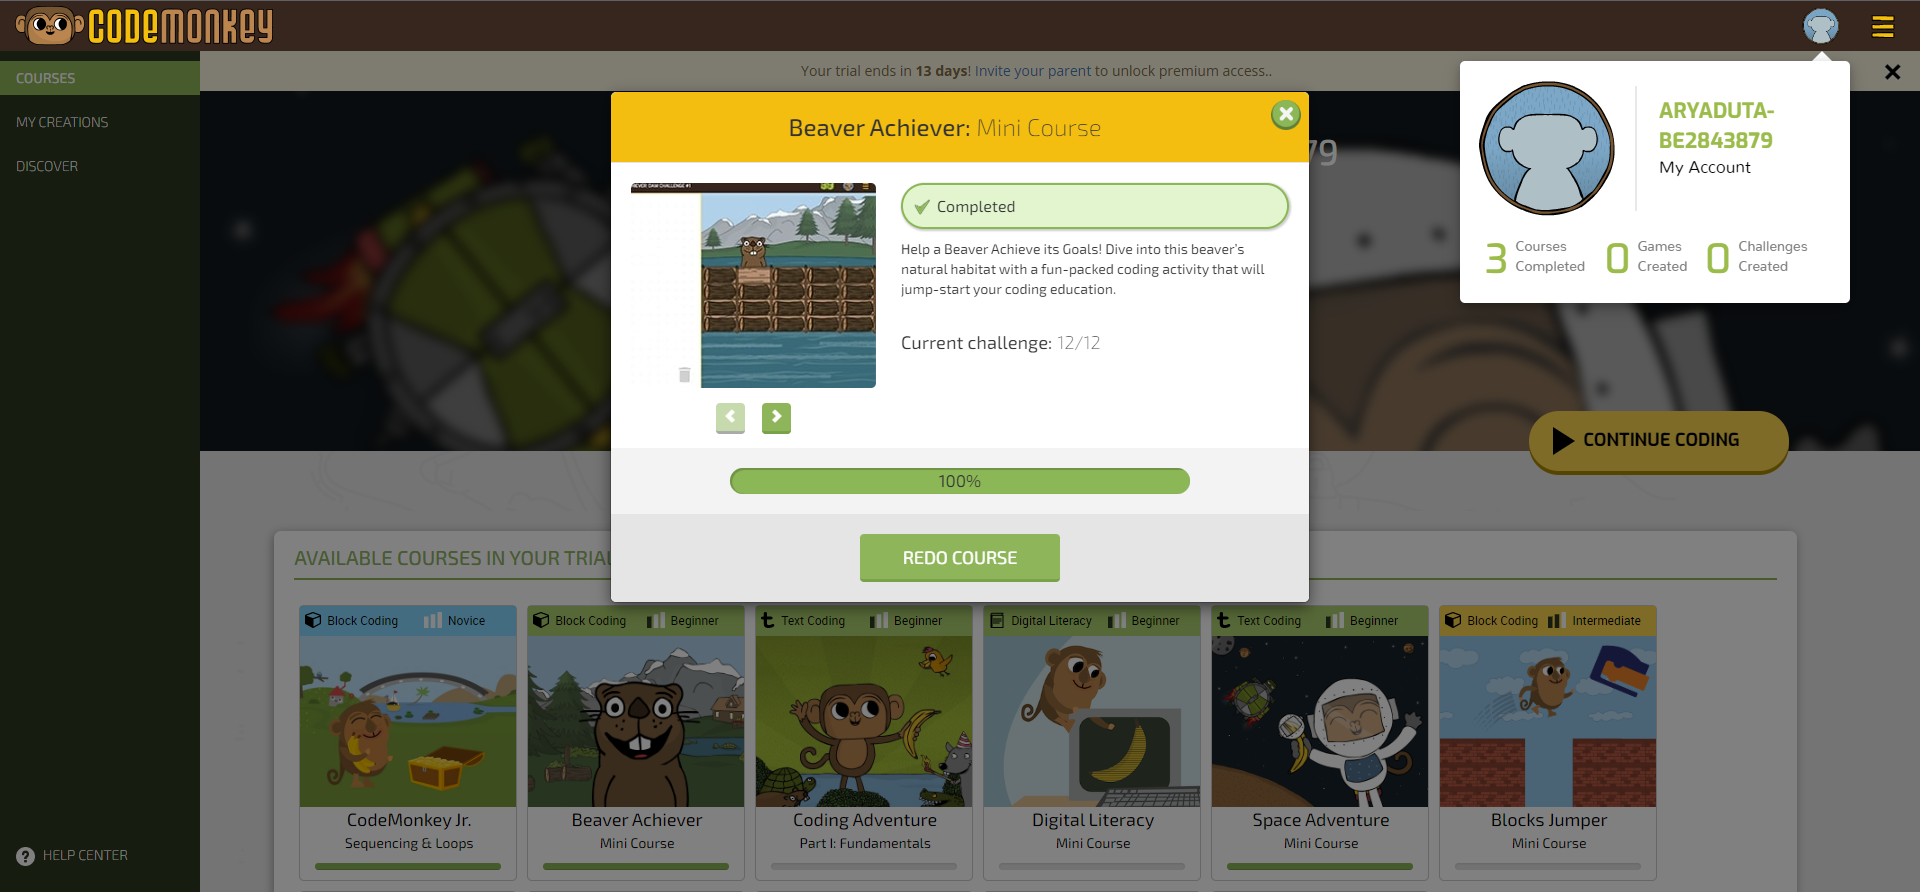 CODEMONKEY
COURSES
MY CREATIONS
DISCOVER
HELP CENTER
Your trial ends in 13 days! Invite your parent to unlock premium access..
ARYADUTA-
BE2843879
My Account
3 Courses Completed
0 Games Created
0 Challenges Created
79
Beaver Achiever: Mini Course
Completed
Help a Beaver Achieve its Goals! Dive into this beaver's
natural habitat with a fun-packed coding activity that will
jump-start your coding education.
Current challenge: 12/12
100%
REDO COURSE
CONTINUE CODING
AVAILABLE COURSES IN YOUR TRIAL
Block Coding Novice
CodeMonkey Jr.
Sequencing & Loops
Block Coding Beginner
Beaver Achiever
Mini Course
Text Coding Beginner
Coding Adventure
Part I: Fundamentals
Digital Literacy Beginner
Digital Literacy
Mini Course
Text Coding Beginner
Space Adventure
Mini Course
Block Coding Intermediate
Blocks Jumper
Mini Course